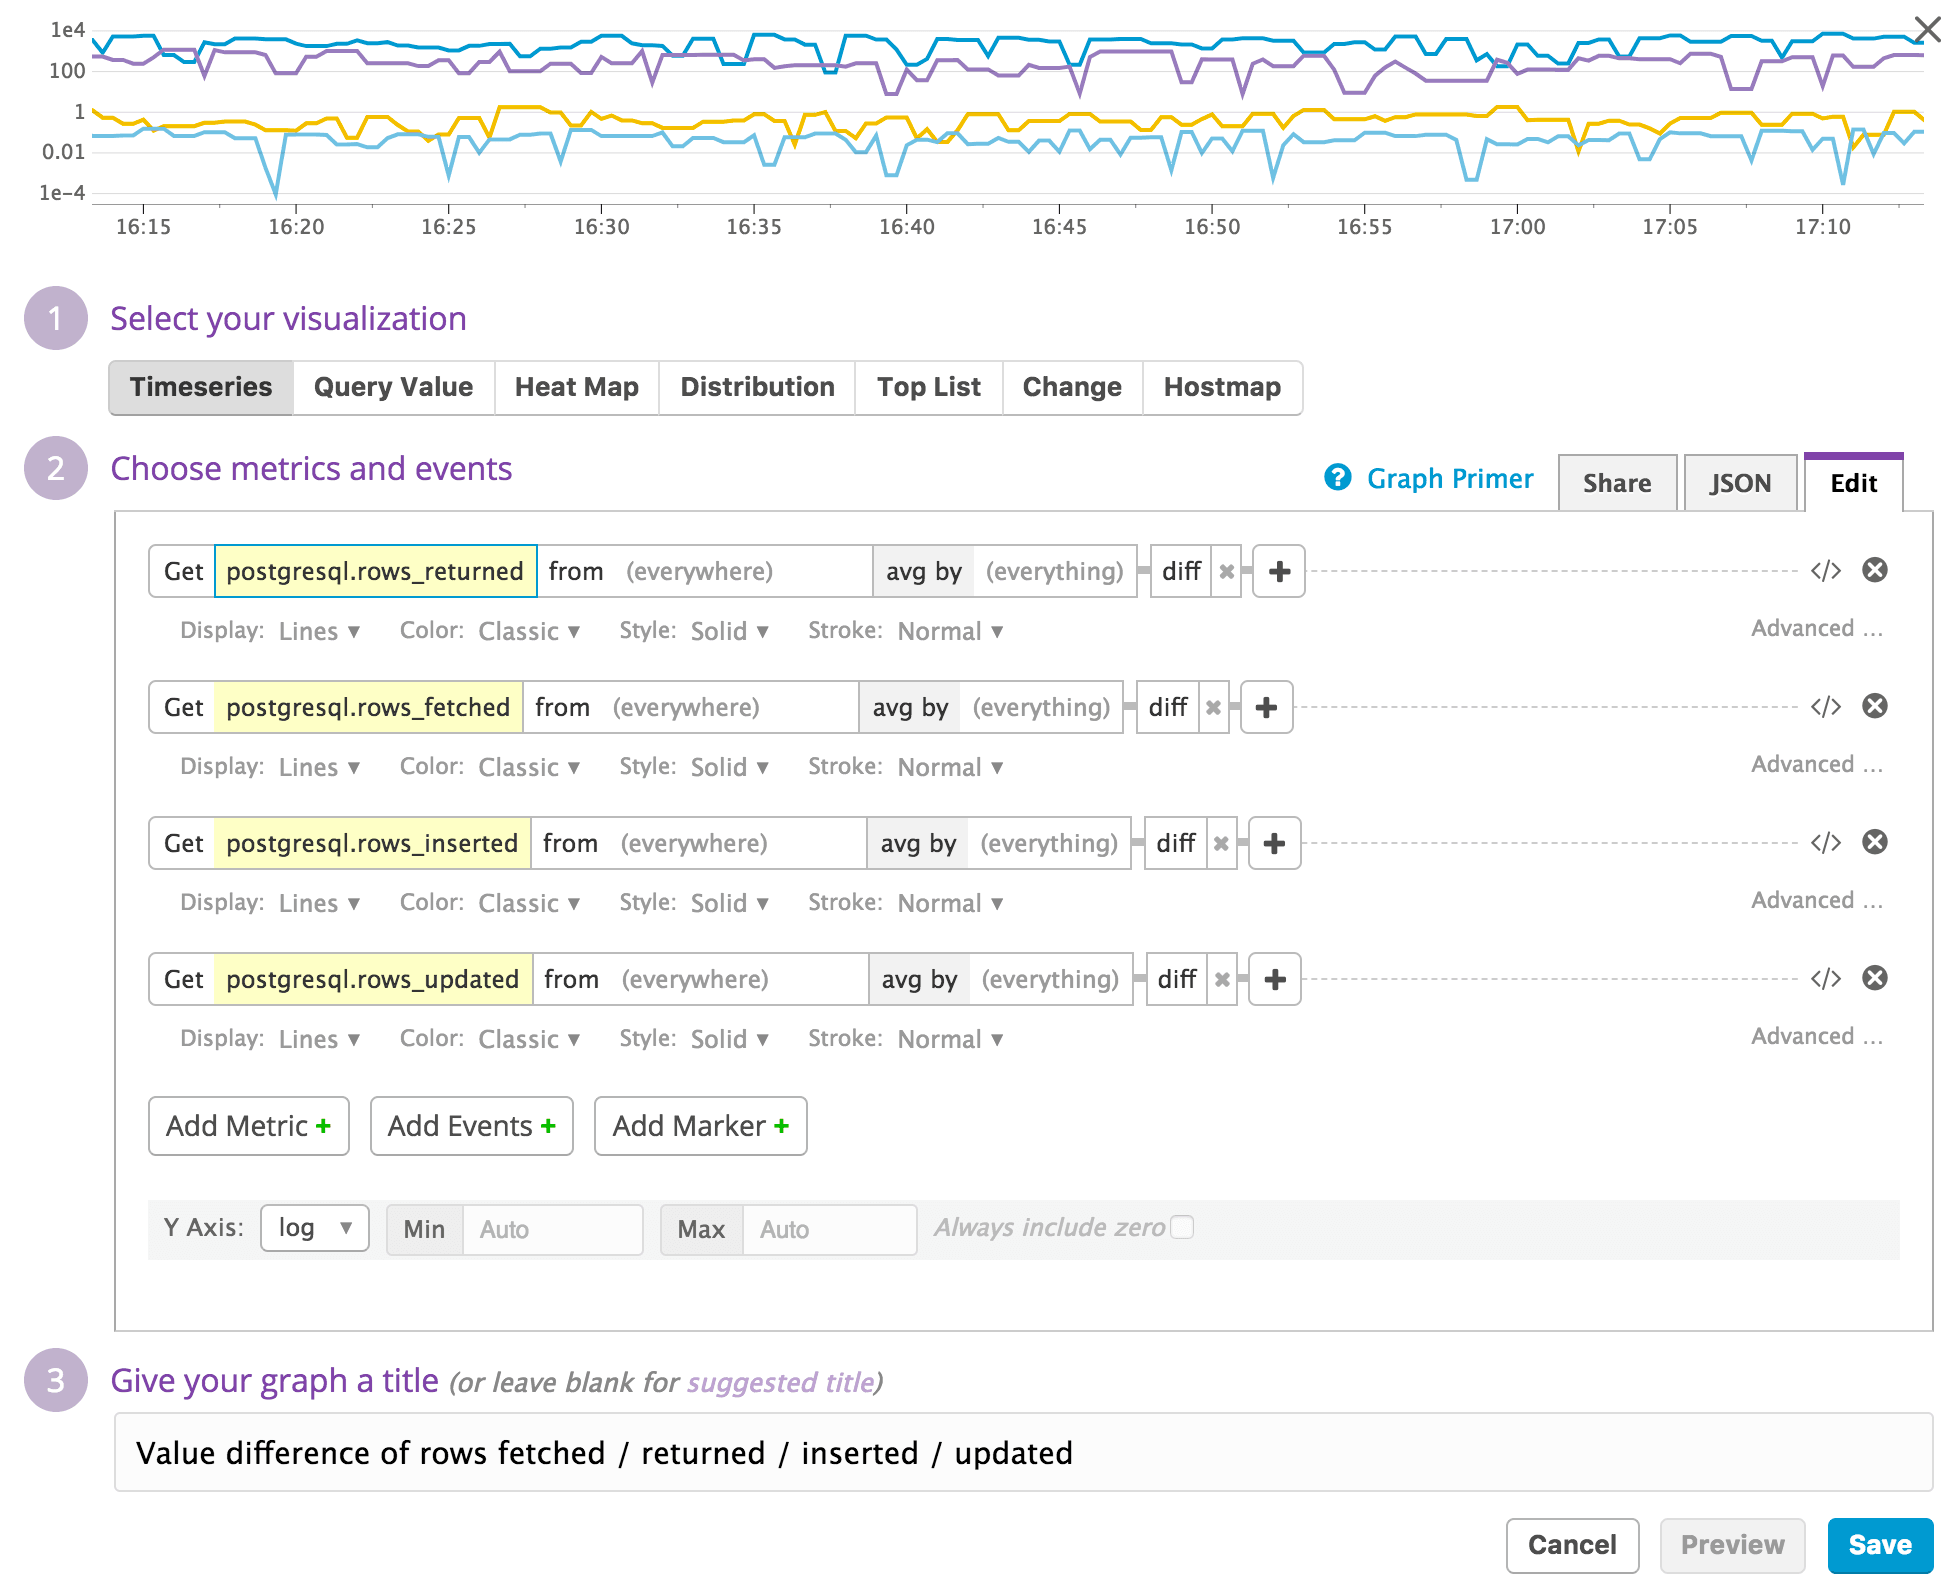 1e4
100
1
0.01
1e−4
16:15 16:20 16:25 16:30 16:35 16:40 16:45 16:50 16:55 17:00 17:05 17:10
1 Select your visualization
Timeseries Query Value Heat Map Distribution Top List Change Hostmap
2 Choose metrics and events
? Graph Primer Share JSON Edit
Get postgresql.rows_returned from (everywhere) avg by (everything) diff ✖ + </>
Display: Lines ▼ Color: Classic ▼ Style: Solid ▼ Stroke: Normal ▼ Advanced ...
Get postgresql.rows_fetched from (everywhere) avg by (everything) diff ✖ + </>
Display: Lines ▼ Color: Classic ▼ Style: Solid ▼ Stroke: Normal ▼ Advanced ...
Get postgresql.rows_inserted from (everywhere) avg by (everything) diff ✖ + </>
Display: Lines ▼ Color: Classic ▼ Style: Solid ▼ Stroke: Normal ▼ Advanced ...
Get postgresql.rows_updated from (everywhere) avg by (everything) diff ✖ + </>
Display: Lines ▼ Color: Classic ▼ Style: Solid ▼ Stroke: Normal ▼ Advanced ...
Add Metric + Add Events + Add Marker +
Y Axis: log ▼ Min Auto Max Auto Always include zero
3 Give your graph a title (or leave blank for suggested title)
Value difference of rows fetched / returned / inserted / updated
Cancel Preview Save